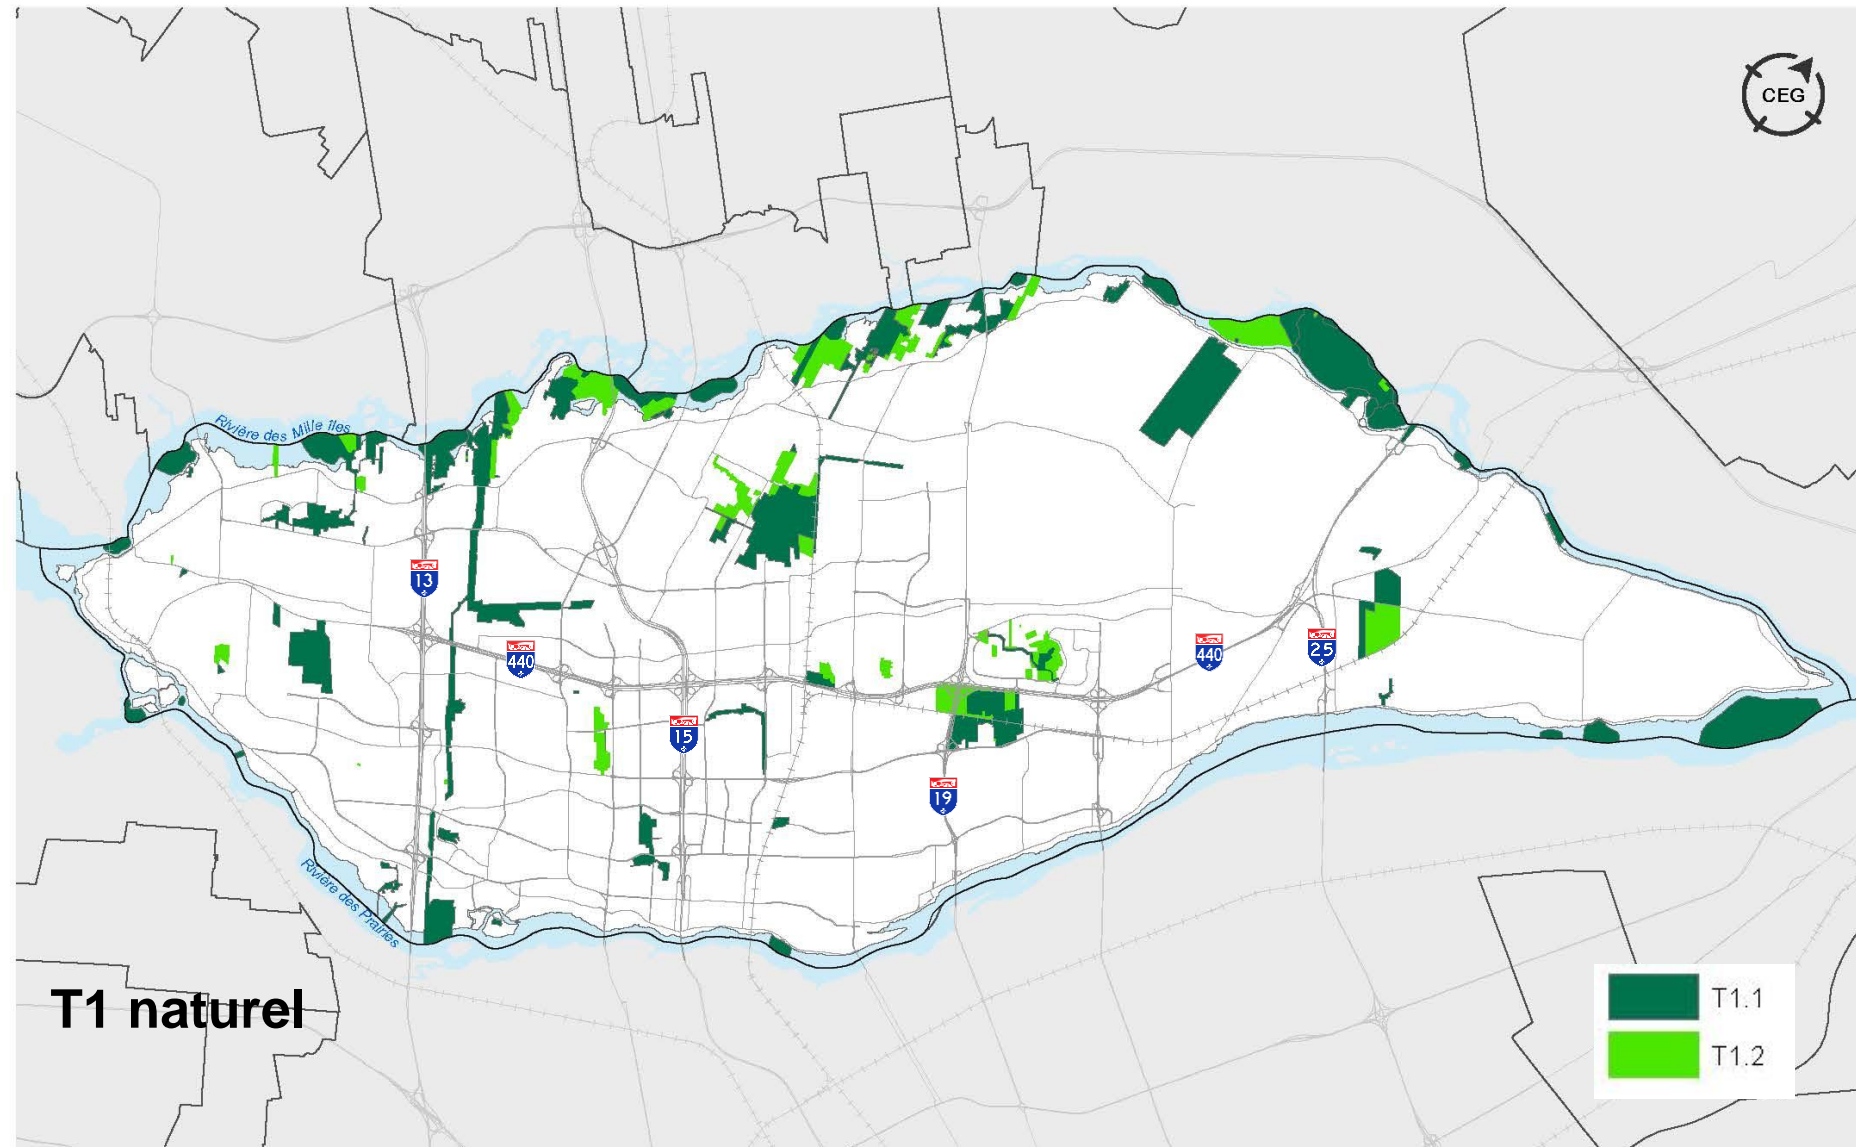 CEG
Rivière des Mille îles
13
440
440
25
15
19
Rivière des Prairies
T1 naturel
T1.1
T1.2